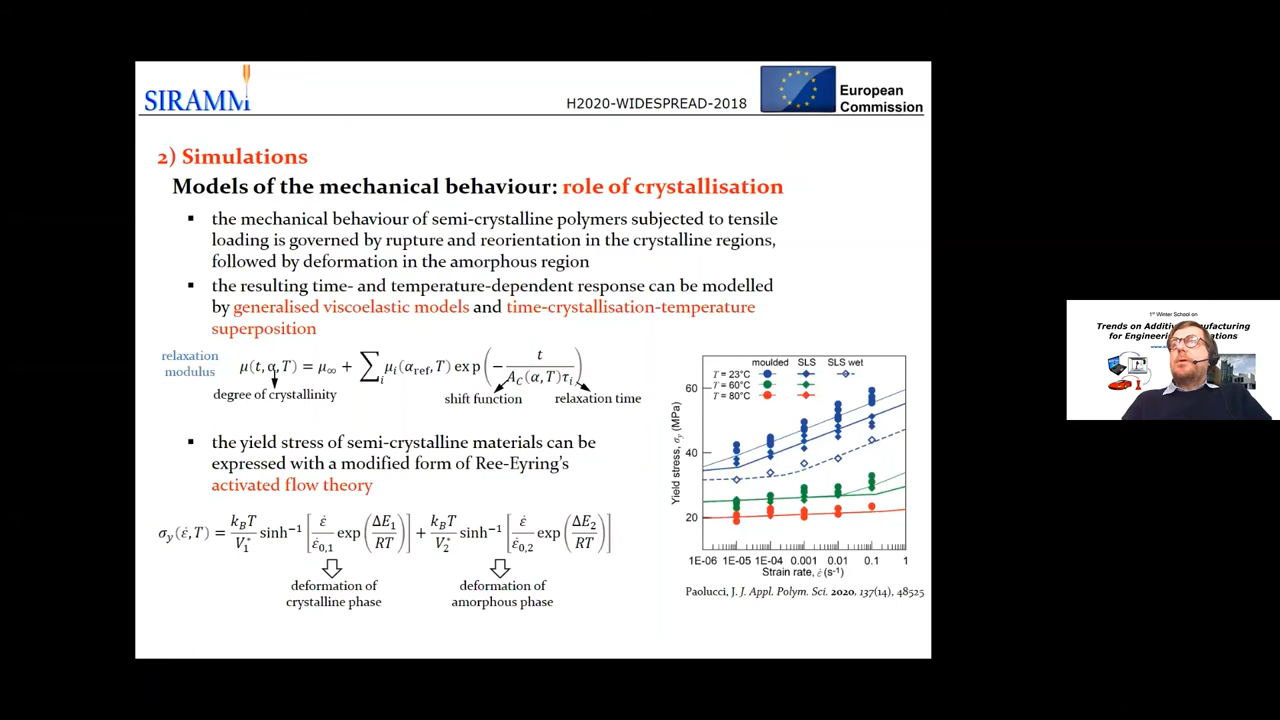 SIRAMM
H2020-WIDESPREAD-2018
European
Commission
2) Simulations
Models of the mechanical behaviour: role of crystallisation
▪ the mechanical behaviour of semi-crystalline polymers subjected to tensile
loading is governed by rupture and reorientation in the crystalline regions,
followed by deformation in the amorphous region
▪ the resulting time- and temperature-dependent response can be modelled
by generalised viscoelastic models and time-crystallisation-temperature
superposition
relaxation
modulus
μ(t, α, T) = μ∞ + ∑i μi(αref, T) exp(− t / (AC(α, T)τi))
degree of crystallinity
shift function
relaxation time
▪ the yield stress of semi-crystalline materials can be
expressed with a modified form of Ree-Eyring's
activated flow theory
σy(ε̇, T) = kBT/V1* sinh⁻¹ [ε̇/ε̇0,1 exp(ΔE1/RT)] + kBT/V2* sinh⁻¹ [ε̇/ε̇0,2 exp(ΔE2/RT)]
deformation of
crystalline phase
deformation of
amorphous phase
moulded SLS SLS wet
T = 23°C
T = 60°C
T = 80°C
60
40
20
Yield stress, σy (MPa)
1E-06 1E-05 1E-04 0.001 0.01 0.1 1
Strain rate, ε̇ (s-1)
Paolucci, J. J. Appl. Polym. Sci. 2020, 137(14), 48525
1st Winter School on
Trends on Additive Manufacturing
for Engineering Applications